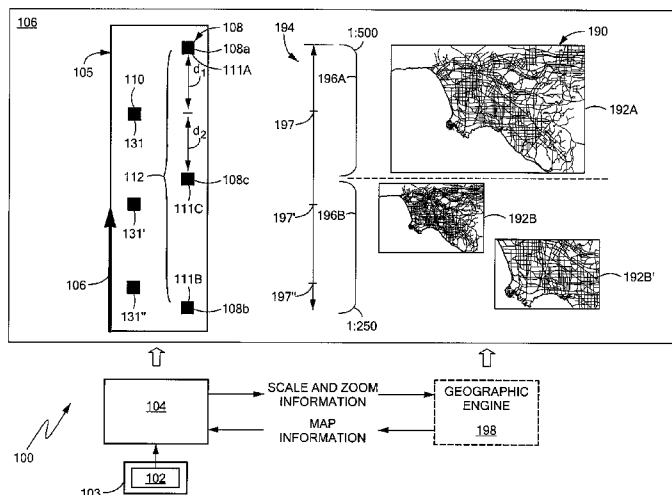 106
105
108
108a
111A
110
d1
131
d2
112
108c
111C
131'
111B
106
131"
108b
194
1:500
196A
197
197'
196B
197"
1:250
190
192A
192B
192B'
104
SCALE AND ZOOM
INFORMATION
MAP
INFORMATION
GEOGRAPHIC
ENGINE
198
100
102
103